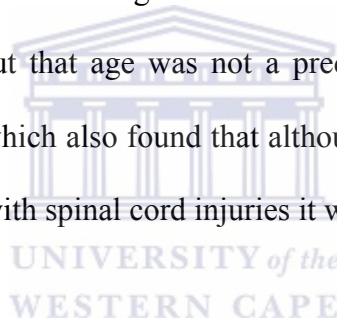 ut that age was not a pred
which also found that althou
with spinal cord injuries it w
UNIVERSITY of the
WESTERN CAPE